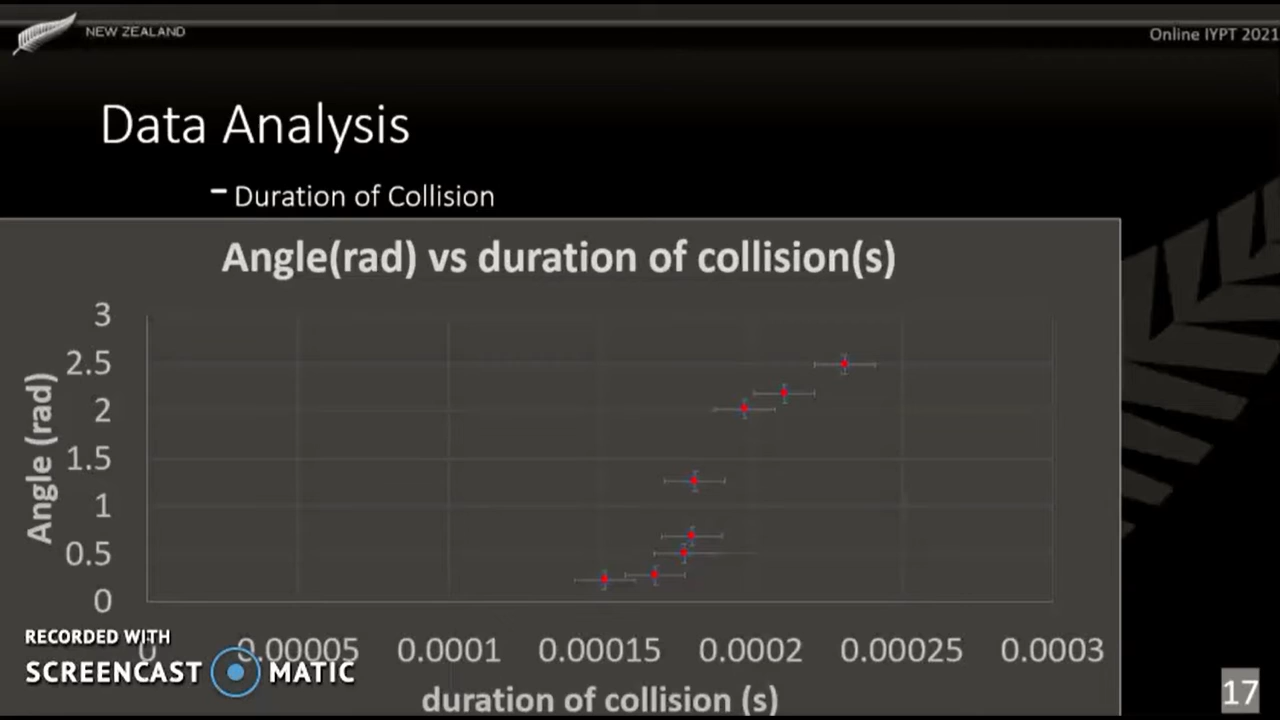 NEW ZEALAND
Online IYPT 2021
Data Analysis
– Duration of Collision
Angle(rad) vs duration of collision(s)
3
2.5
2
1.5
1
0.5
0
Angle (rad)
0 0.00005 0.0001 0.00015 0.0002 0.00025 0.0003
duration of collision (s)
RECORDED WITH
SCREENCAST MATIC
17